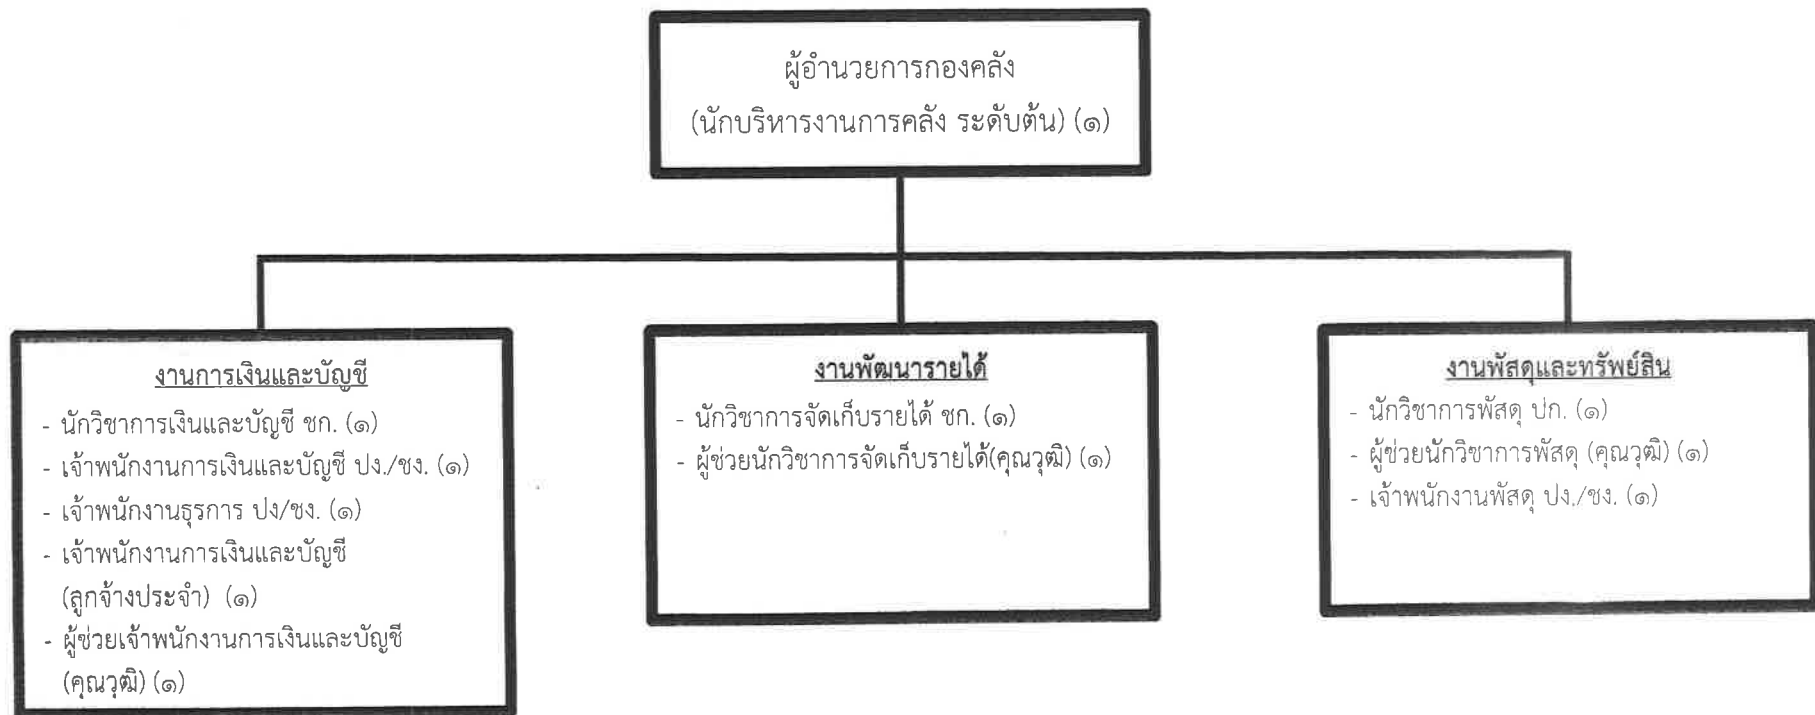 ผู้อำนวยการกองคลัง
(นักบริหารงานการคลัง ระดับต้น) (๑)
งานการเงินและบัญชี
- นักวิชาการเงินและบัญชี ชก. (๑)
- เจ้าพนักงานการเงินและบัญชี ปง./ชง. (๑)
- เจ้าพนักงานธุรการ ปง/ชง. (๑)
- เจ้าพนักงานการเงินและบัญชี
(ลูกจ้างประจำ) (๑)
- ผู้ช่วยเจ้าพนักงานการเงินและบัญชี
(คุณวุฒิ) (๑)
งานพัฒนารายได้
- นักวิชาการจัดเก็บรายได้ ชก. (๑)
- ผู้ช่วยนักวิชาการจัดเก็บรายได้(คุณวุฒิ) (๑)
งานพัสดุและทรัพย์สิน
- นักวิชาการพัสดุ ปก. (๑)
- ผู้ช่วยนักวิชาการพัสดุ (คุณวุฒิ) (๑)
- เจ้าพนักงานพัสดุ ปง./ชง. (๑)